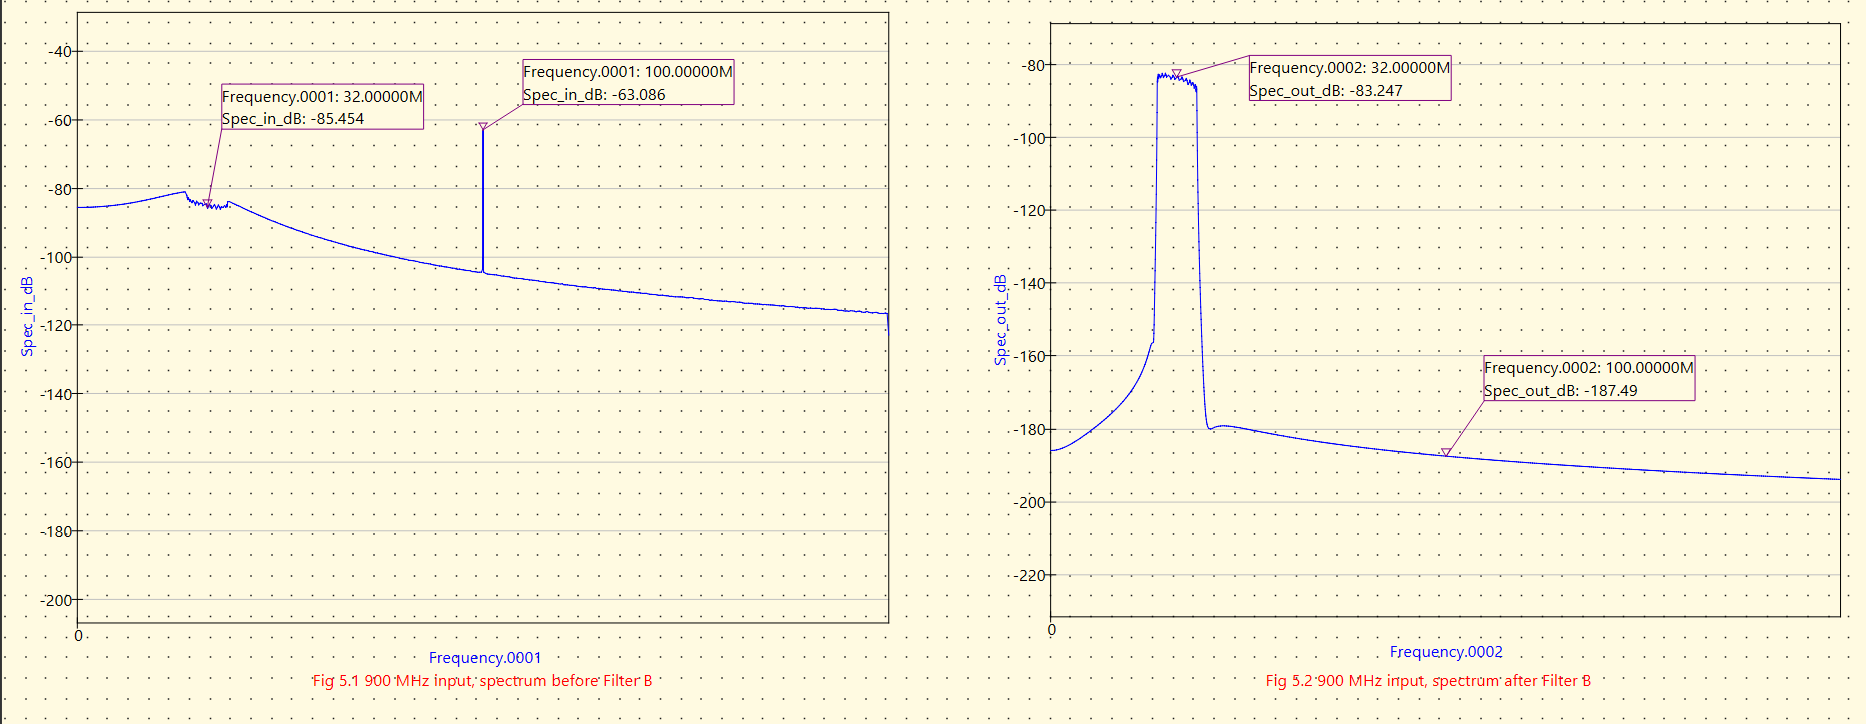 -40
-60
-80
-100
-120
-140
-160
-180
-200
Spec_in_dB
Frequency.0001: 32.00000M
Spec_in_dB: -85.454
Frequency.0001: 100.00000M
Spec_in_dB: -63.086
0
Frequency.0001
Fig 5.1 900 MHz input, spectrum before Filter B
-80
-100
-120
-140
-160
-180
-200
-220
Spec_out_dB
Frequency.0002: 32.00000M
Spec_out_dB: -83.247
Frequency.0002: 100.00000M
Spec_out_dB: -187.49
0
Frequency.0002
Fig 5.2 900 MHz input, spectrum after Filter B